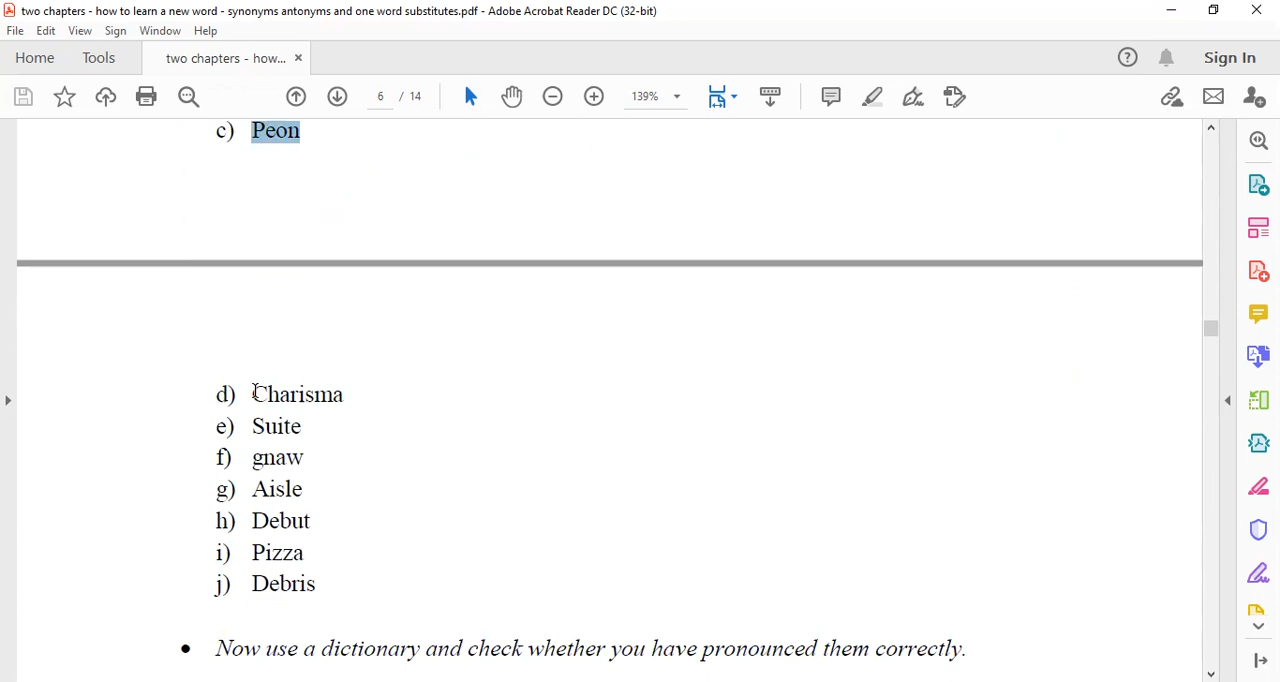 two chapters - how to learn a new word - synonyms antonyms and one word substitutes.pdf - Adobe Acrobat Reader DC (32-bit)
File Edit View Sign Window Help
Home Tools two chapters - how... × Sign In
6 / 14 139%
c) Peon
d) Charisma
e) Suite
f) gnaw
g) Aisle
h) Debut
i) Pizza
j) Debris
• Now use a dictionary and check whether you have pronounced them correctly.